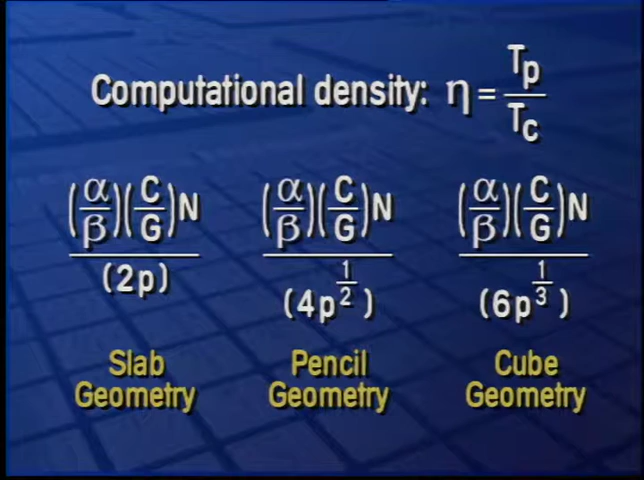 Computational density: η = Tp/Tc
(α/β)(C/G)N/(2p)
(α/β)(C/G)N/(4p^1/2)
(α/β)(C/G)N/(6p^1/3)
Slab
Geometry
Pencil
Geometry
Cube
Geometry